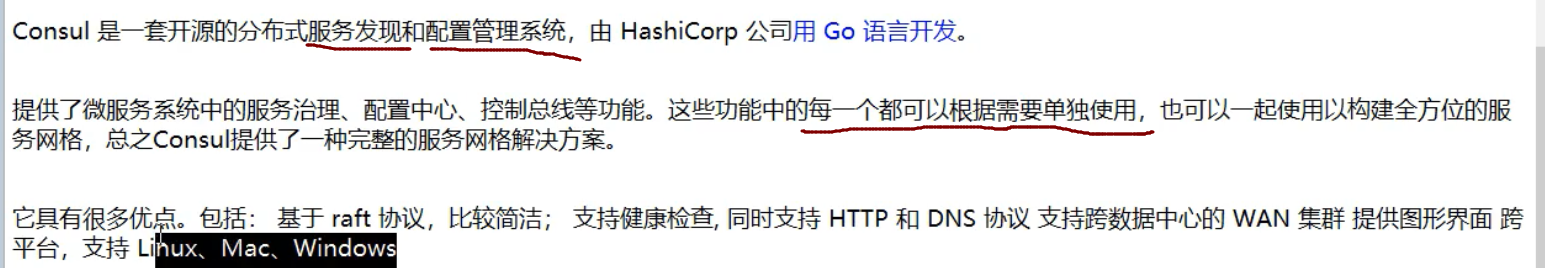 Consul 是一套开源的分布式服务发现和配置管理系统，由 HashiCorp 公司用 Go 语言开发。
提供了微服务系统中的服务治理、配置中心、控制总线等功能。这些功能中的每一个都可以根据需要单独使用，也可以一起使用以构建全方位的服
务网格，总之Consul提供了一种完整的服务网格解决方案。
它具有很多优点。包括： 基于 raft 协议，比较简洁； 支持健康检查, 同时支持 HTTP 和 DNS 协议 支持跨数据中心的 WAN 集群 提供图形界面 跨
平台，支持 Linux、Mac、Windows